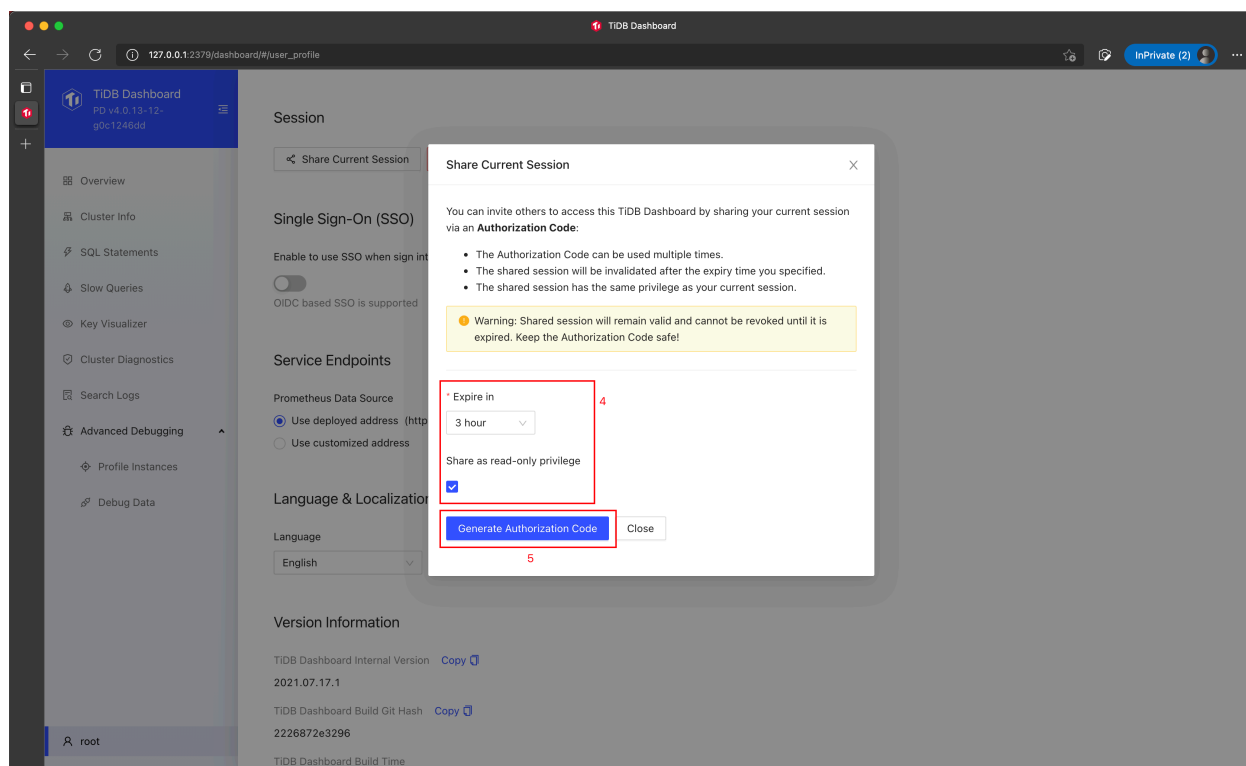 TiDB Dashboard
127.0.0.1:2379/dashboard/#/user_profile
InPrivate (2)
TiDB Dashboard
PD v4.0.13-12-
g0c1246dd
Overview
Cluster Info
SQL Statements
Slow Queries
Key Visualizer
Cluster Diagnostics
Search Logs
Advanced Debugging
Profile Instances
Debug Data
root
Session
Share Current Session
Single Sign-On (SSO)
Enable to use SSO when sign int
OIDC based SSO is supported
Service Endpoints
Prometheus Data Source
Use deployed address (http
Use customized address
Language & Localization
Language
English
Version Information
TiDB Dashboard Internal Version Copy
2021.07.17.1
TiDB Dashboard Build Git Hash Copy
2226872e3296
TiDB Dashboard Build Time
Share Current Session
You can invite others to access this TiDB Dashboard by sharing your current session
via an Authorization Code:
• The Authorization Code can be used multiple times.
• The shared session will be invalidated after the expiry time you specified.
• The shared session has the same privilege as your current session.
Warning: Shared session will remain valid and cannot be revoked until it is
expired. Keep the Authorization Code safe!
* Expire in
4
3 hour
Share as read-only privilege
Generate Authorization Code
Close
5